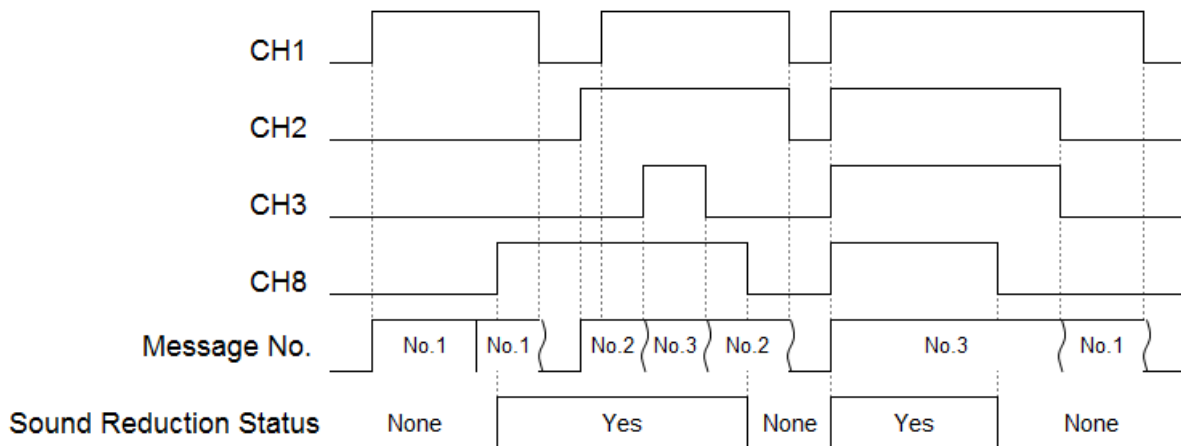 CH1
CH2
CH3
CH8
Message No. No.1 No.1 No.2 No.3 No.2 No.3 No.1
Sound Reduction Status None Yes None Yes None